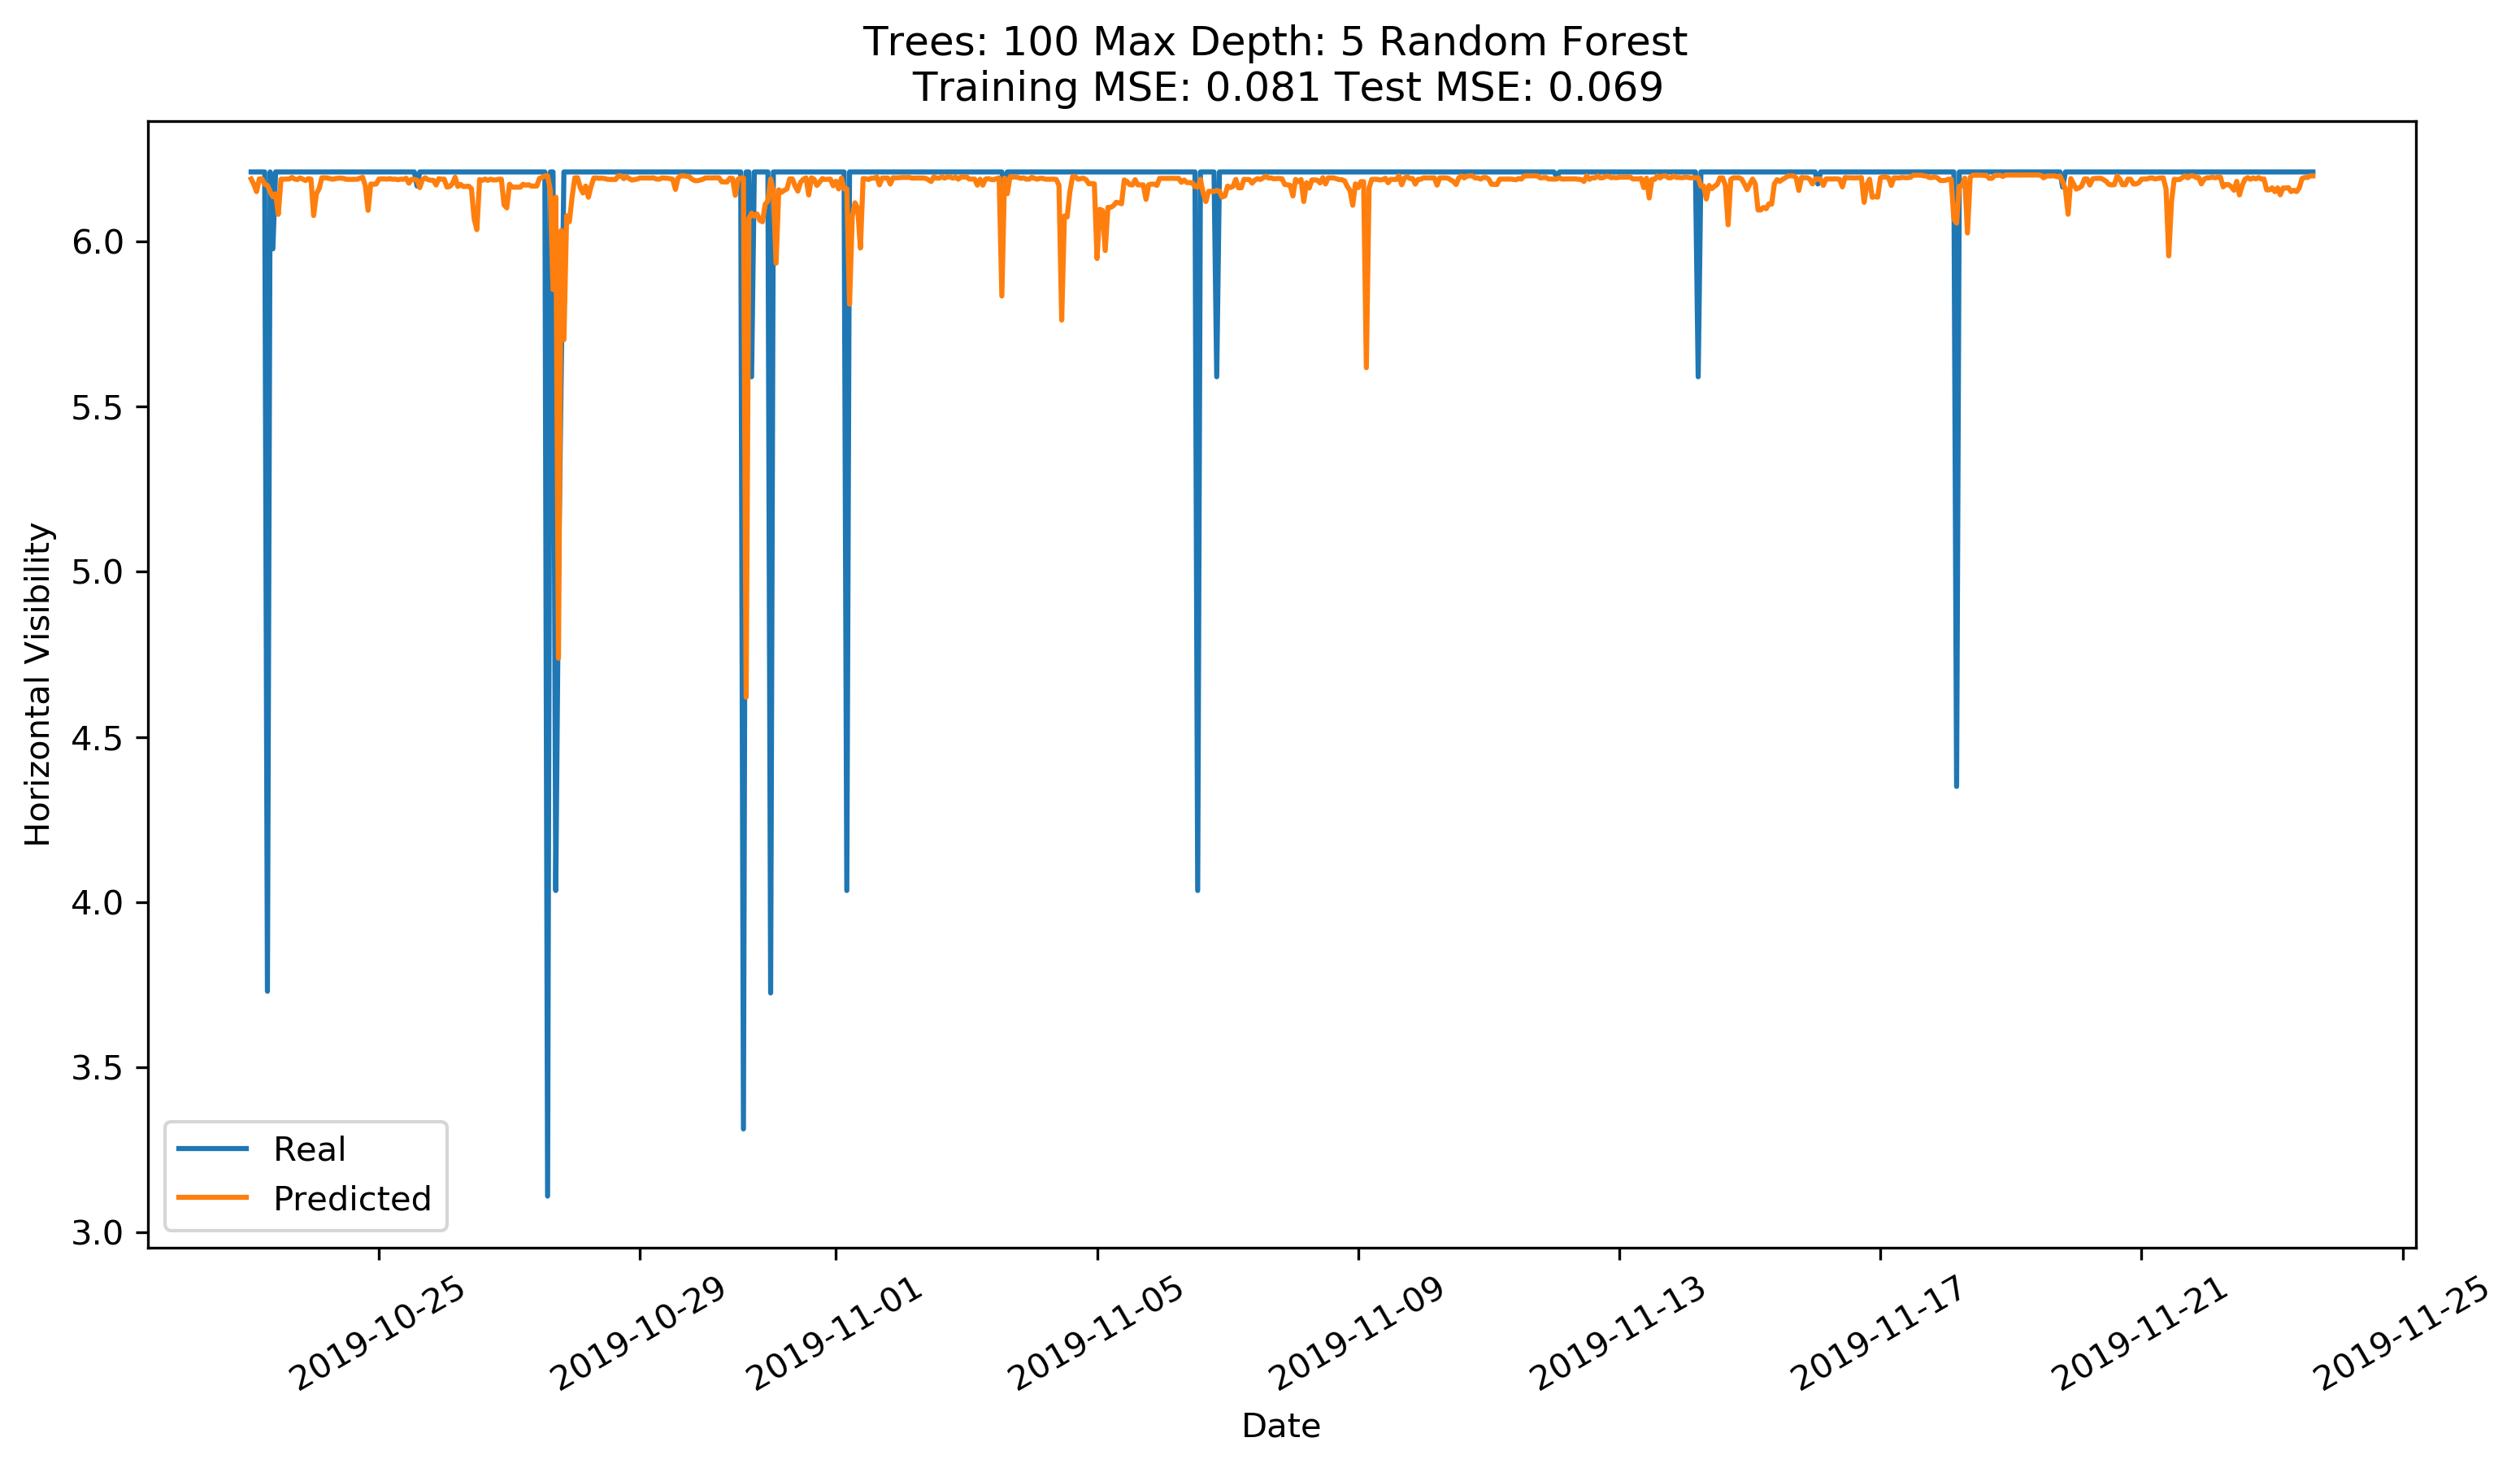 Trees: 100 Max Depth: 5 Random Forest
Training MSE: 0.081 Test MSE: 0.069
Horizontal Visibility
6.0
5.5
5.0
4.5
4.0
3.5
3.0
Real
Predicted
2019-10-25
2019-10-29
2019-11-01
2019-11-05
2019-11-09
2019-11-13
2019-11-17
2019-11-21
2019-11-25
Date